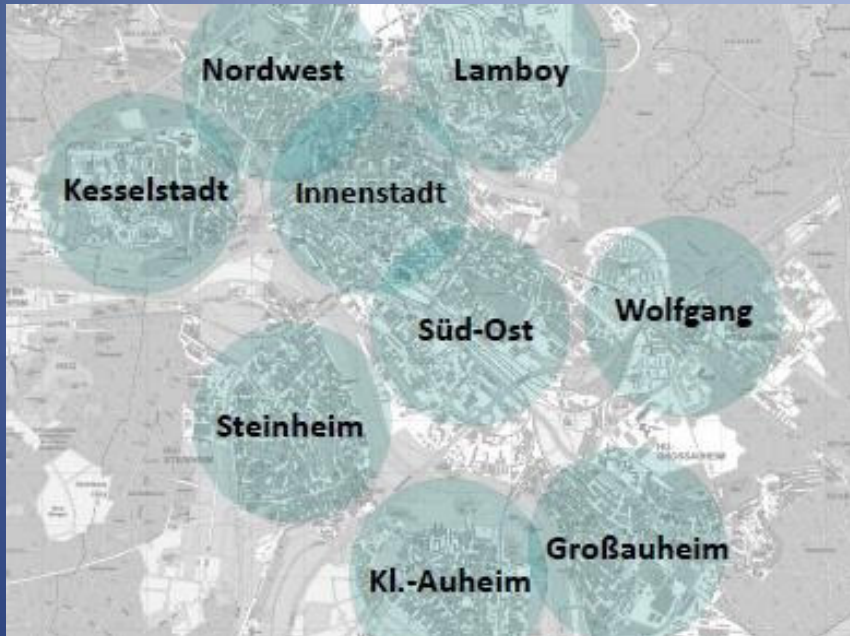 Nordwest
Lamboy
Kesselstadt
Innenstadt
Wolfgang
Süd-Ost
Steinheim
Großauheim
Kl.-Auheim